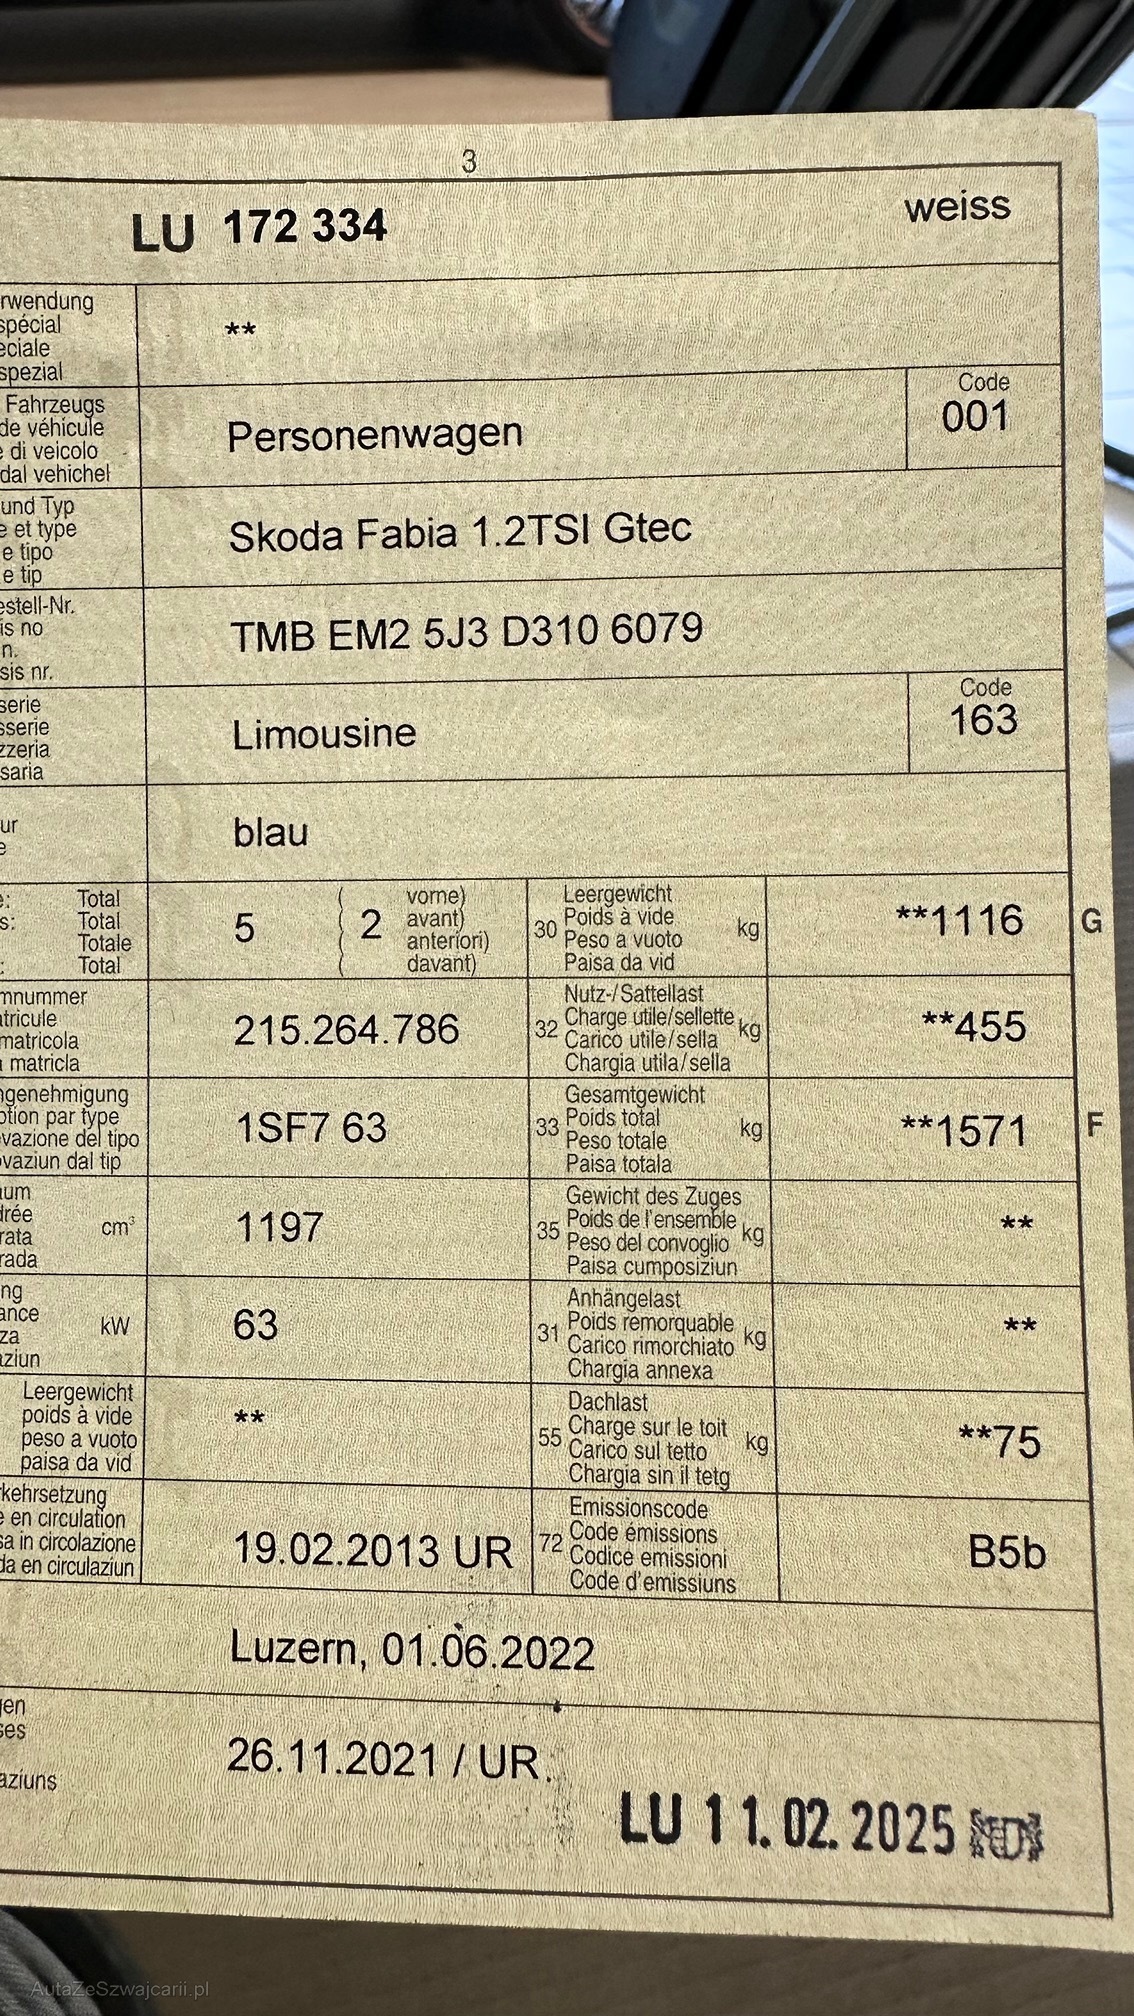 3
LU 172 334 weiss
rwendung
spécial
eciale
spezial
**
Fahrzeugs
de véhicule
e di veicolo
dal vehichel
Personenwagen
Code
001
und Typ
e et type
e tipo
e tip
Skoda Fabia 1.2TSI Gtec
estell-Nr.
is no
n.
sis nr.
TMB EM2 5J3 D310 6079
serie
sserie
zzeria
saria
Limousine
Code
163
ur
e
blau
e: Total
s: Total
Totale
: Total
5 ( 2 vorne)
avant)
anteriori)
davant)
30 Leergewicht
Poids à vide
Peso a vuoto
Paisa da vid
kg
**1116 G
mnummer
tricule
matricola
matricla
215.264.786
32 Nutz-/Sattellast
Charge utile/sellette
Carico utile/sella
Chargia utila/sella
kg
**455
ngenehmigung
otion par type
ovazione del tipo
ovaziun dal tip
1SF7 63
33 Gesamtgewicht
Poids total
Peso totale
Paisa totala
kg
**1571 F
um
drée
rata
rada
cm³
1197
35 Gewicht des Zuges
Poids de l'ensemble
Peso del convoglio
Paisa cumposiziun
kg
**
ng
ance
za
aziun
kW
63
31 Anhängelast
Poids remorquable
Carico rimorchiato
Chargia annexa
kg
**
Leergewicht
poids à vide
peso a vuoto
paisa da vid
**
55 Dachlast
Charge sur le toit
Carico sul tetto
Chargia sin il tetg
kg
**75
kehrsetzung
e en circulation
sa in circolazione
da en circulaziun
19.02.2013 UR
72 Emissionscode
Code émissions
Codice emissioni
Code d'emissiuns
B5b
Luzern, 01.06.2022
gen
ses
aziuns
26.11.2021 / UR
LU 11.02.2025
AutaZeSzwajcarii.pl